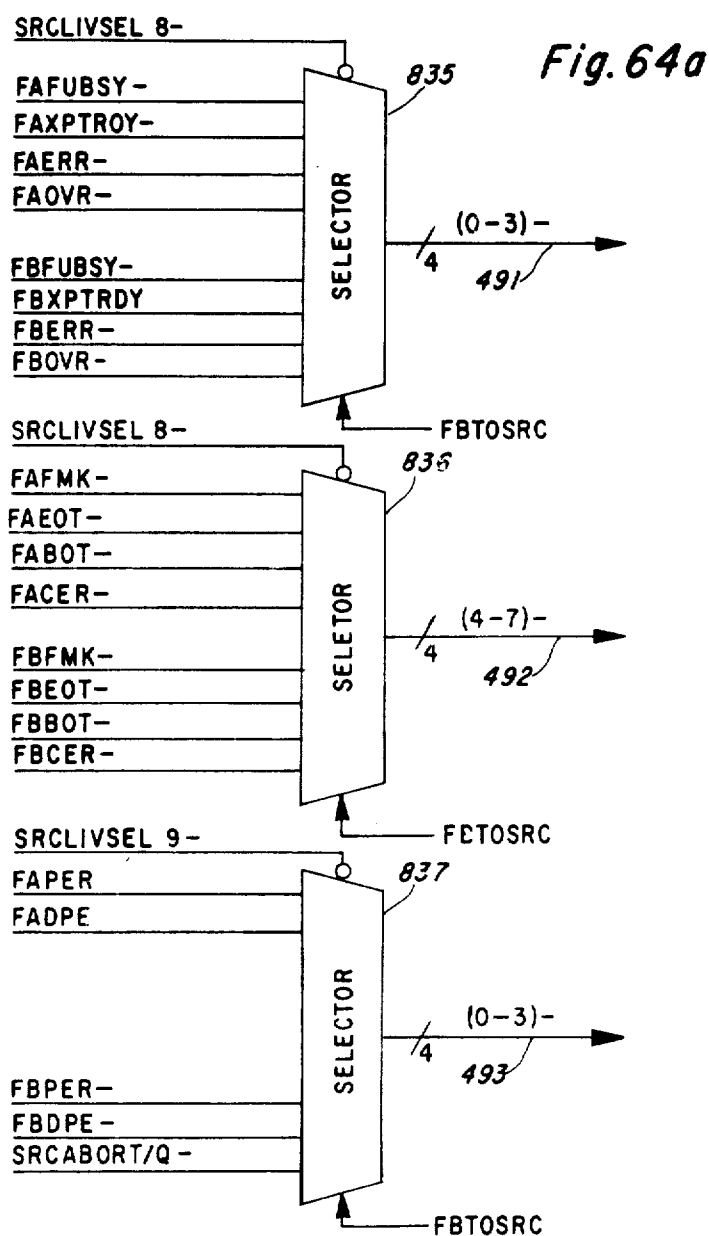 Fig. 64a
SRCLIVSEL 8-
835
FAFUBSY-
FAXPTROY-
FAERR-
FAOVR-
SELECTOR
(0-3)-
4
491
FBFUBSY-
FBXPTRDY
FBERR-
FBOVR-
FBTOSRC
SRCLIVSEL 8-
836
FAFMK-
FAEOT-
FABOT-
FACER-
SELETOR
(4-7)-
4
492
FBFMK-
FBEOT-
FBBOT-
FBCER-
FETOSRC
SRCLIVSEL 9-
837
FAPER
FADPE
SELECTOR
(0-3)-
4
493
FBPER-
FBDPE-
SRCABORT/Q-
FBTOSRC